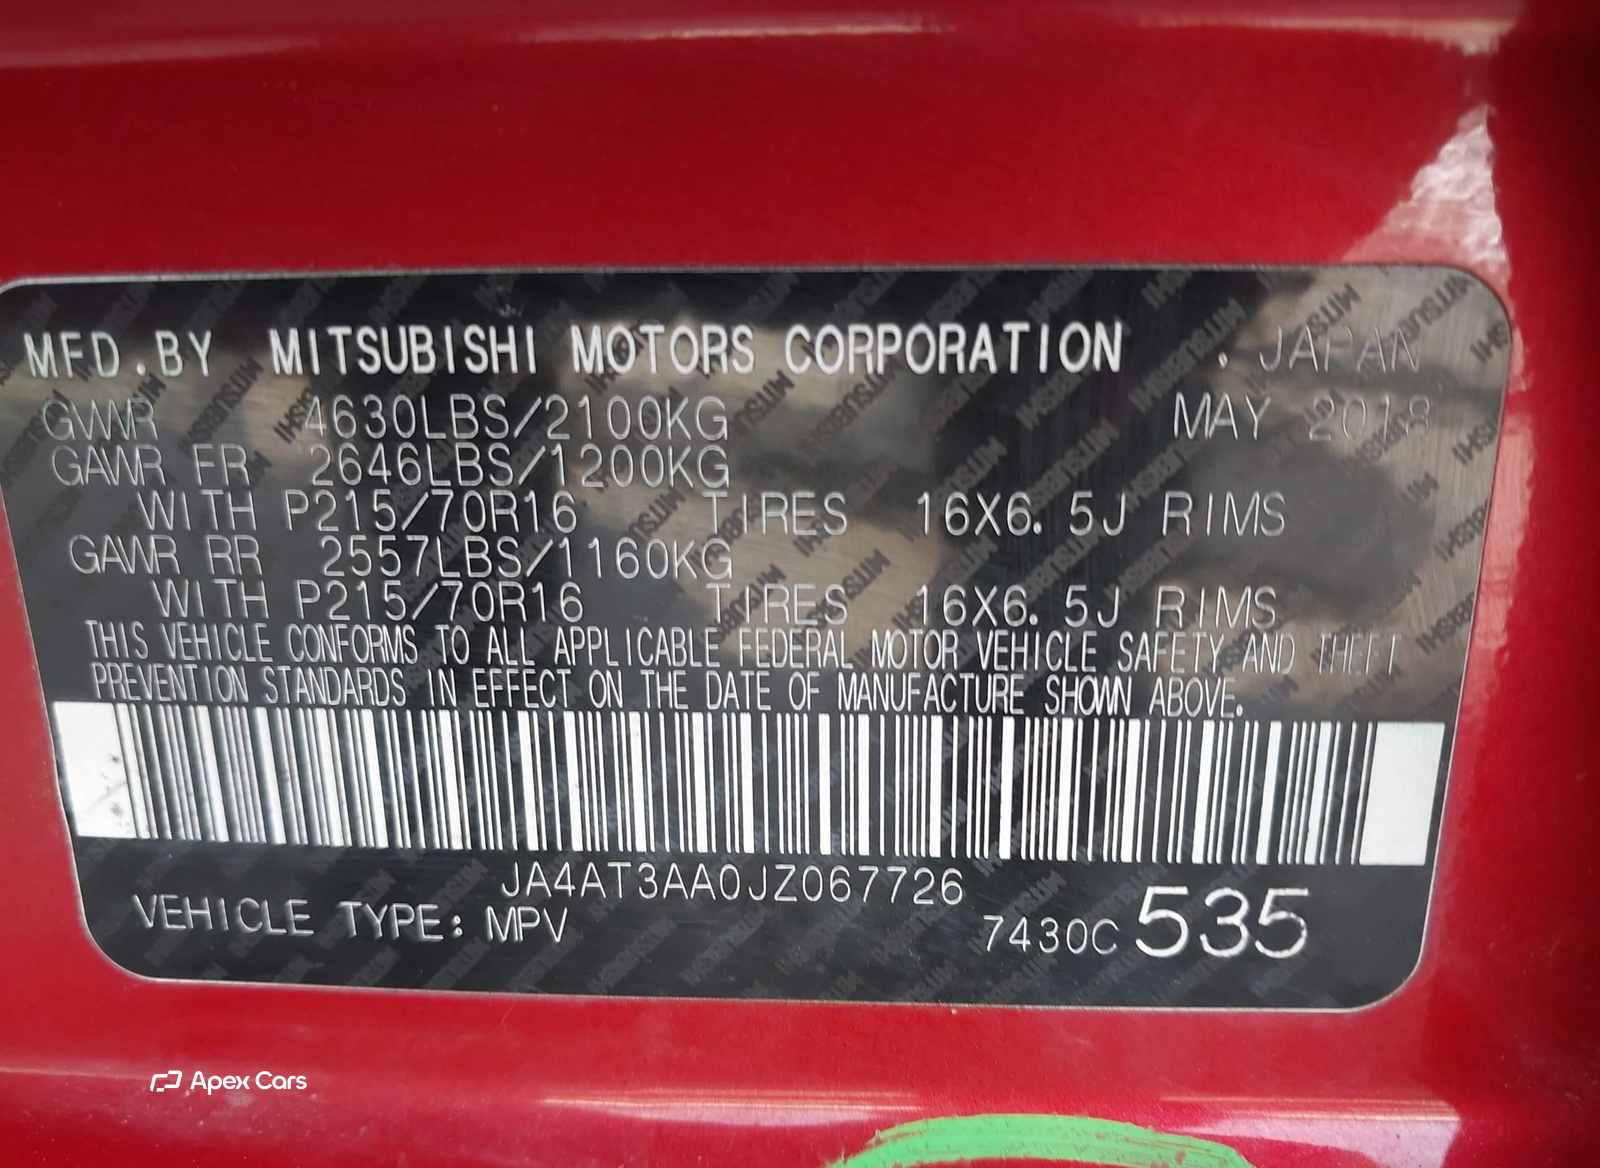 MFD.BY MITSUBISHI MOTORS CORPORATION . JAPAN
GVWR 4630LBS/2100KG MAY 2018
GAWR FR 2646LBS/1200KG
WITH P215/70R16 TIRES 16X6.5J RIMS
GAWR RR 2557LBS/1160KG
WITH P215/70R16 TIRES 16X6.5J RIMS
THIS VEHICLE CONFORMS TO ALL APPLICABLE FEDERAL MOTOR VEHICLE SAFETY AND THEFT
PREVENTION STANDARDS IN EFFECT ON THE DATE OF MANUFACTURE SHOWN ABOVE.
JA4AT3AA0JZ067726
VEHICLE TYPE: MPV 7430C 535
Apex Cars